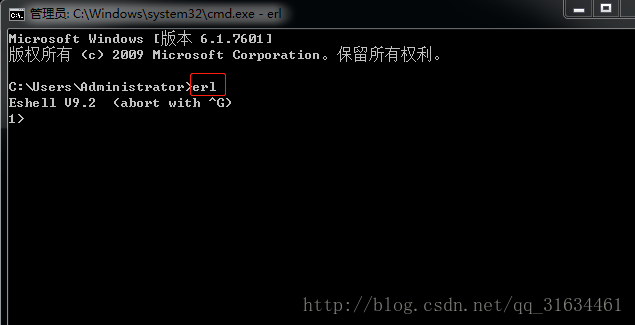 管理员: C:\Windows\system32\cmd.exe - erl
Microsoft Windows [版本 6.1.7601]
版权所有 (c) 2009 Microsoft Corporation。保留所有权利。
C:\Users\Administrator>erl
Eshell V9.2  (abort with ^G)
1>
http://blog.csdn.net/qq_31634461